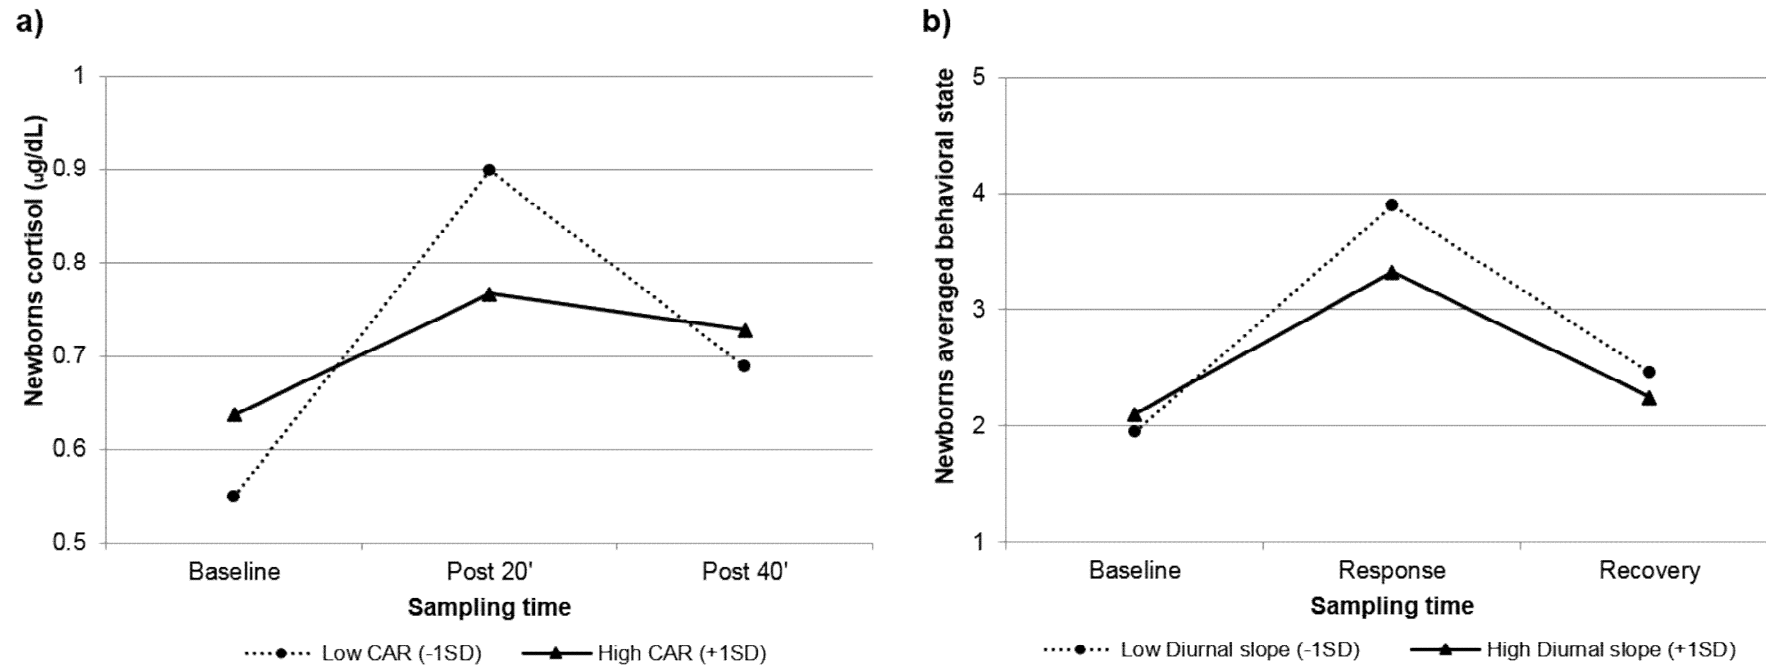 a)
Newborns cortisol (ug/dL)
1
0.9
0.8
0.7
0.6
0.5
Baseline Post 20' Post 40'
Sampling time
Low CAR (-1SD) High CAR (+1SD)
b)
Newborns averaged behavioral state
5
4
3
2
1
Baseline Response Recovery
Sampling time
Low Diurnal slope (-1SD) High Diurnal slope (+1SD)